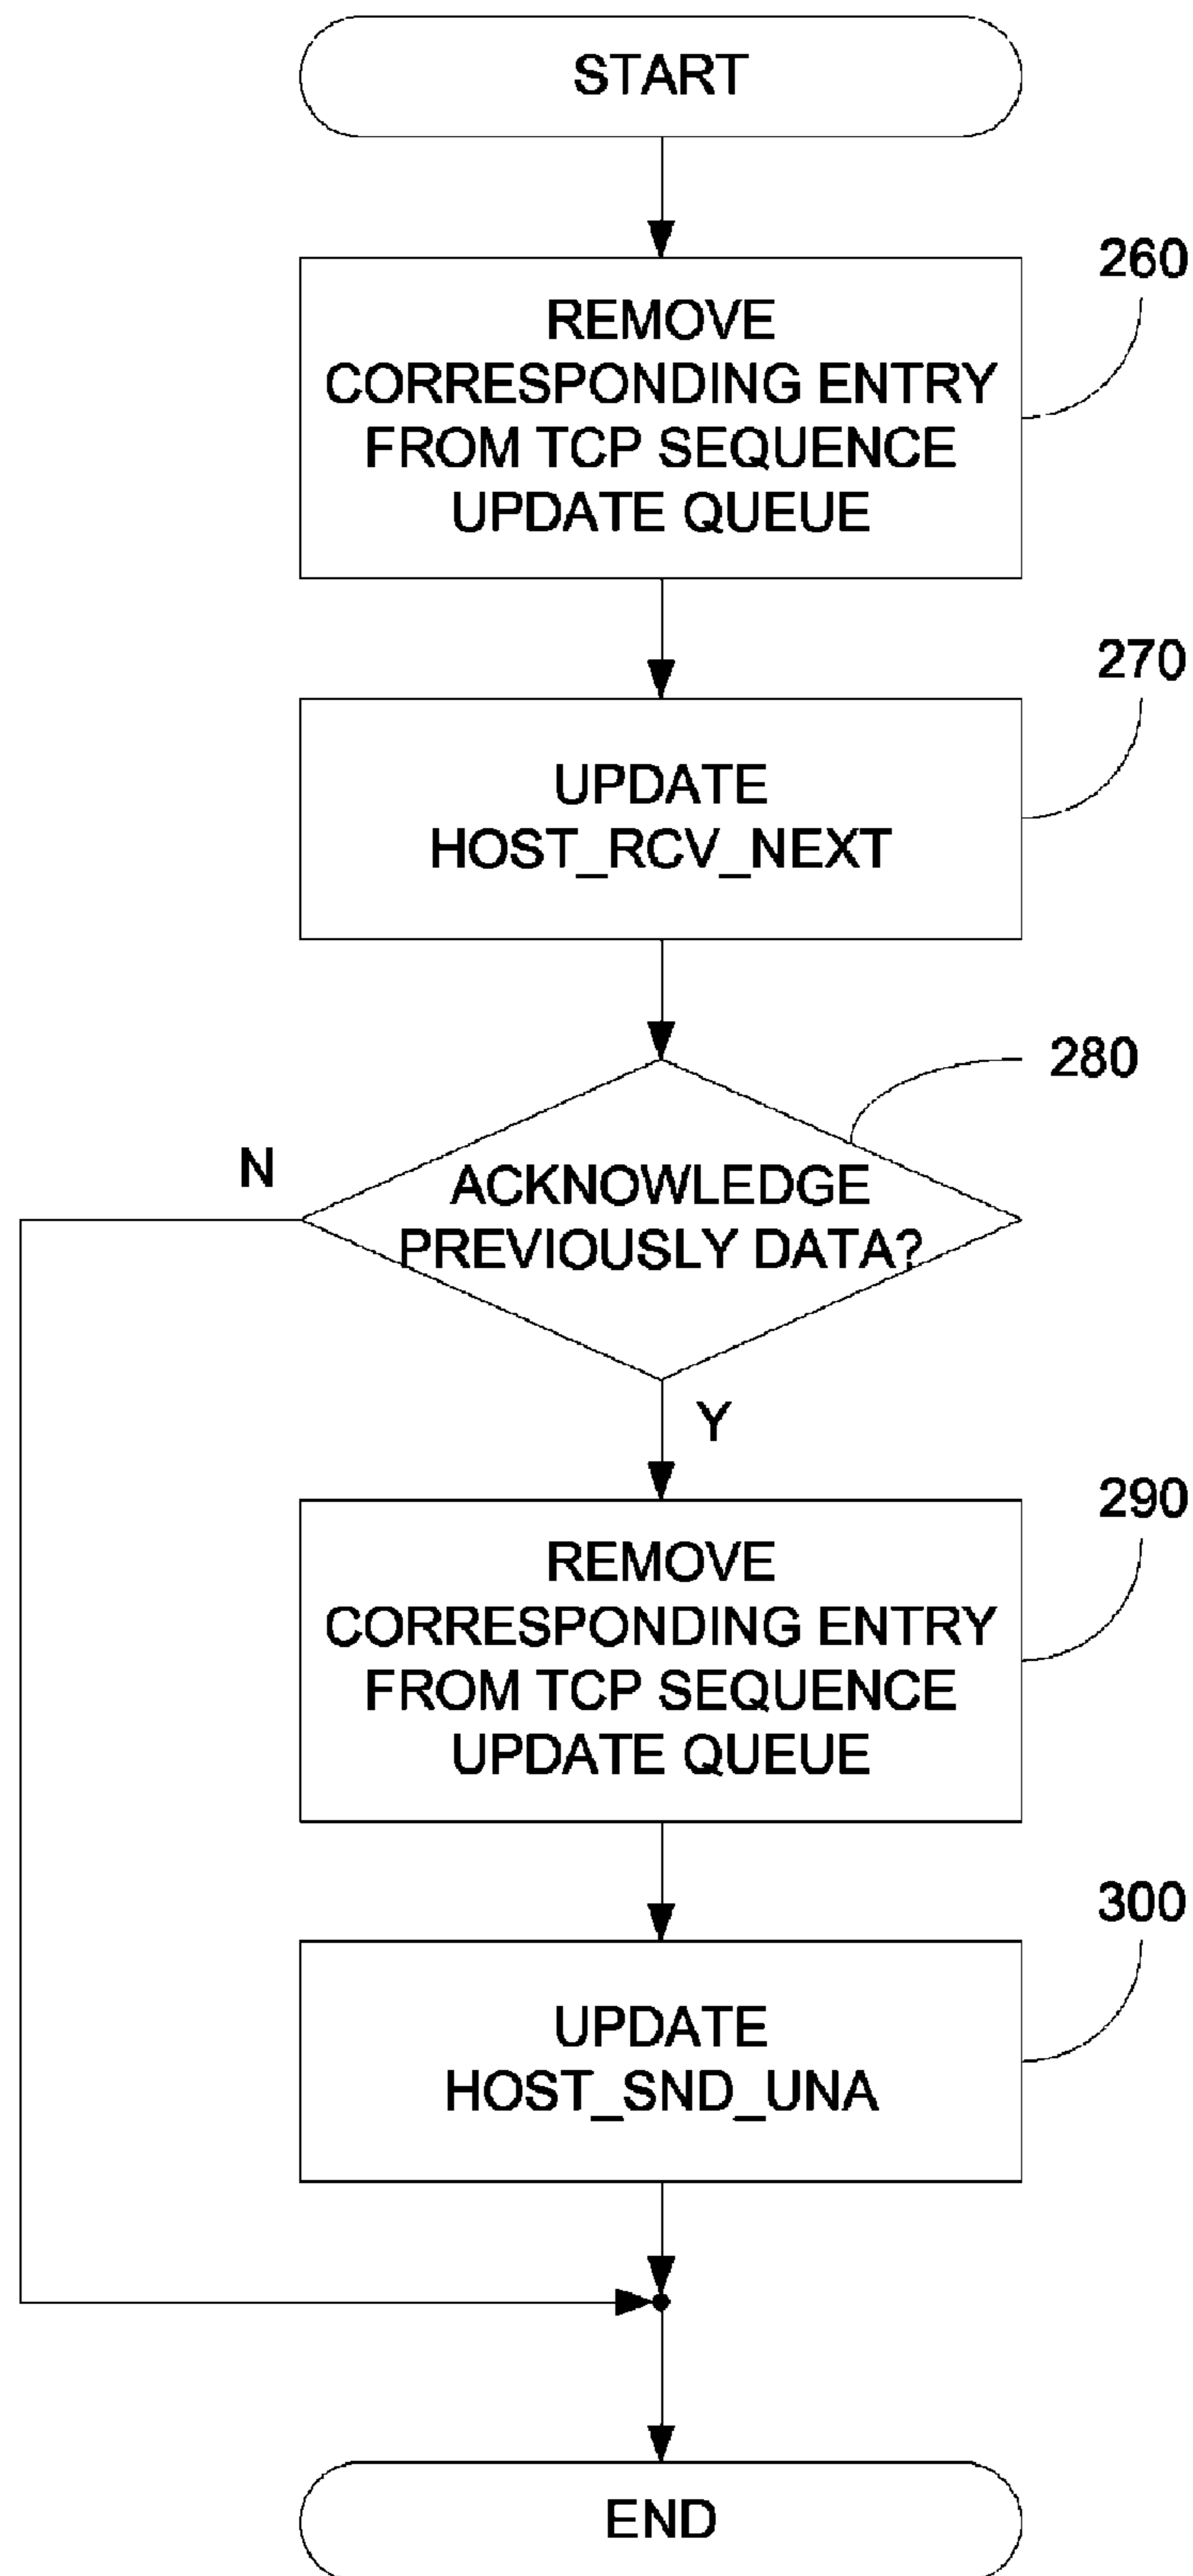 START
260
REMOVE
CORRESPONDING ENTRY
FROM TCP SEQUENCE
UPDATE QUEUE
270
UPDATE
HOST_RCV_NEXT
280
N
ACKNOWLEDGE
PREVIOUSLY DATA?
Y
290
REMOVE
CORRESPONDING ENTRY
FROM TCP SEQUENCE
UPDATE QUEUE
300
UPDATE
HOST_SND_UNA
END